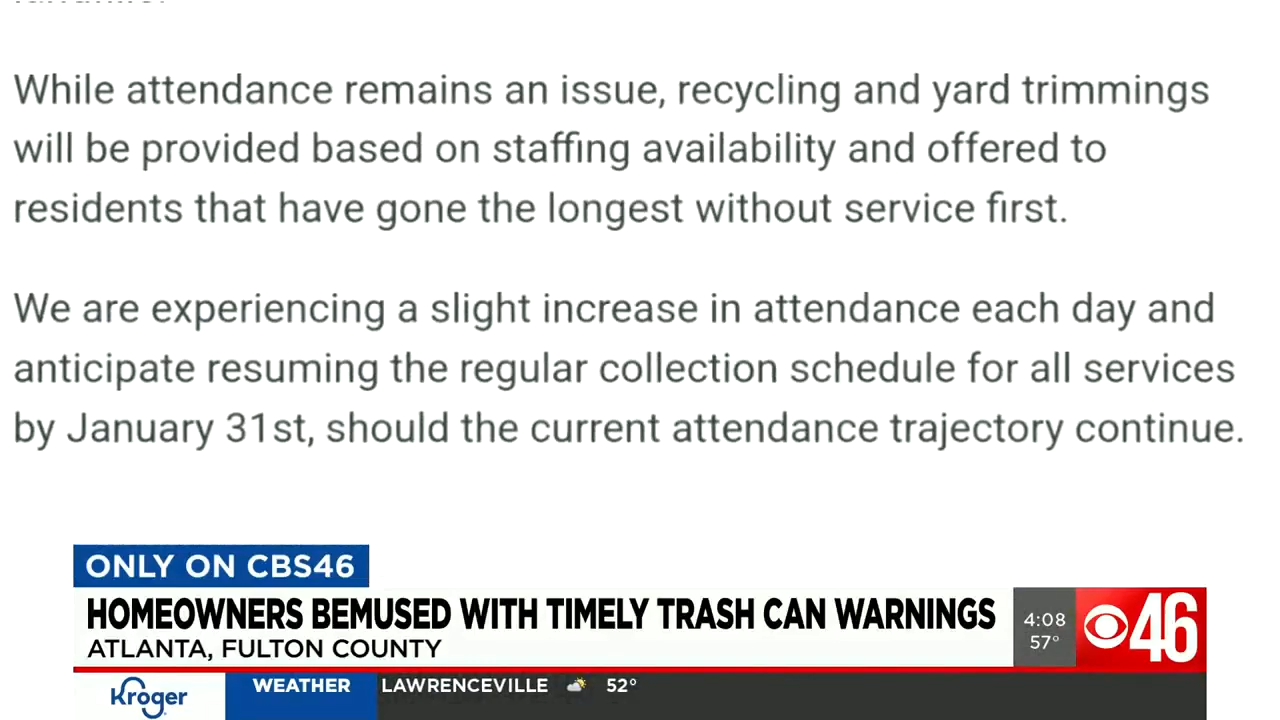 While attendance remains an issue, recycling and yard trimmings
will be provided based on staffing availability and offered to
residents that have gone the longest without service first.
We are experiencing a slight increase in attendance each day and
anticipate resuming the regular collection schedule for all services
by January 31st, should the current attendance trajectory continue.
ONLY ON CBS46
HOMEOWNERS BEMUSED WITH TIMELY TRASH CAN WARNINGS
ATLANTA, FULTON COUNTY
4:08
57°
46
Kroger
WEATHER
LAWRENCEVILLE 52°